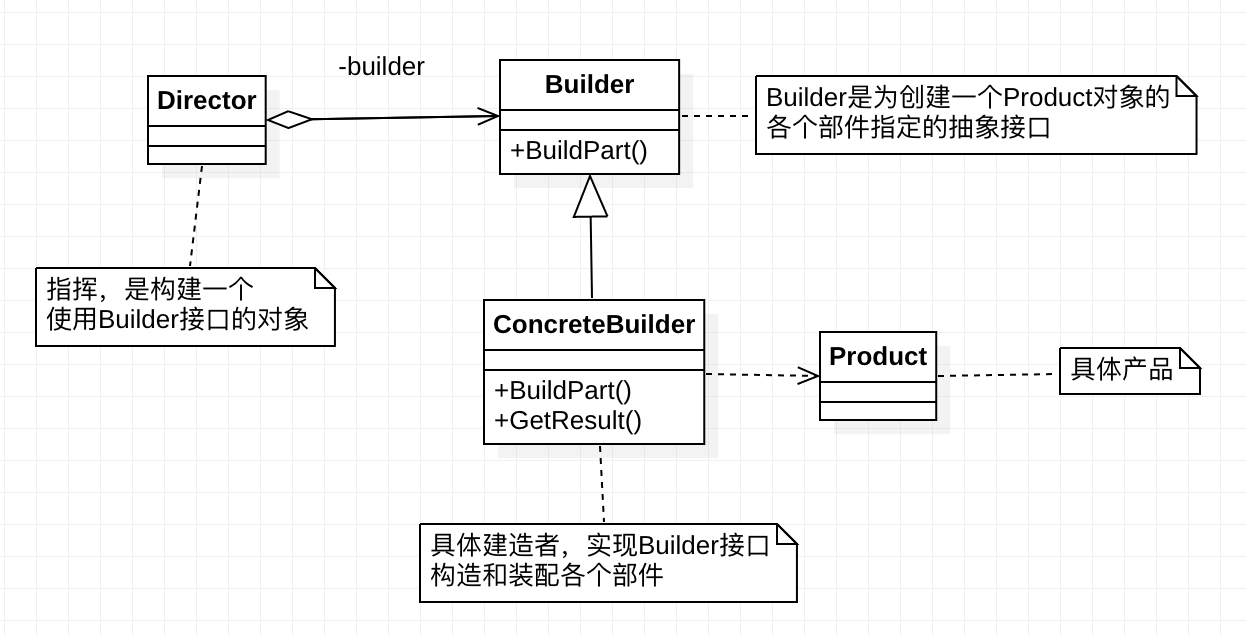 -builder
Director
Builder
+BuildPart()
Builder是为创建一个Product对象的
各个部件指定的抽象接口
指挥，是构建一个
使用Builder接口的对象
ConcreteBuilder
+BuildPart()
+GetResult()
Product
具体产品
具体建造者，实现Builder接口
构造和装配各个部件